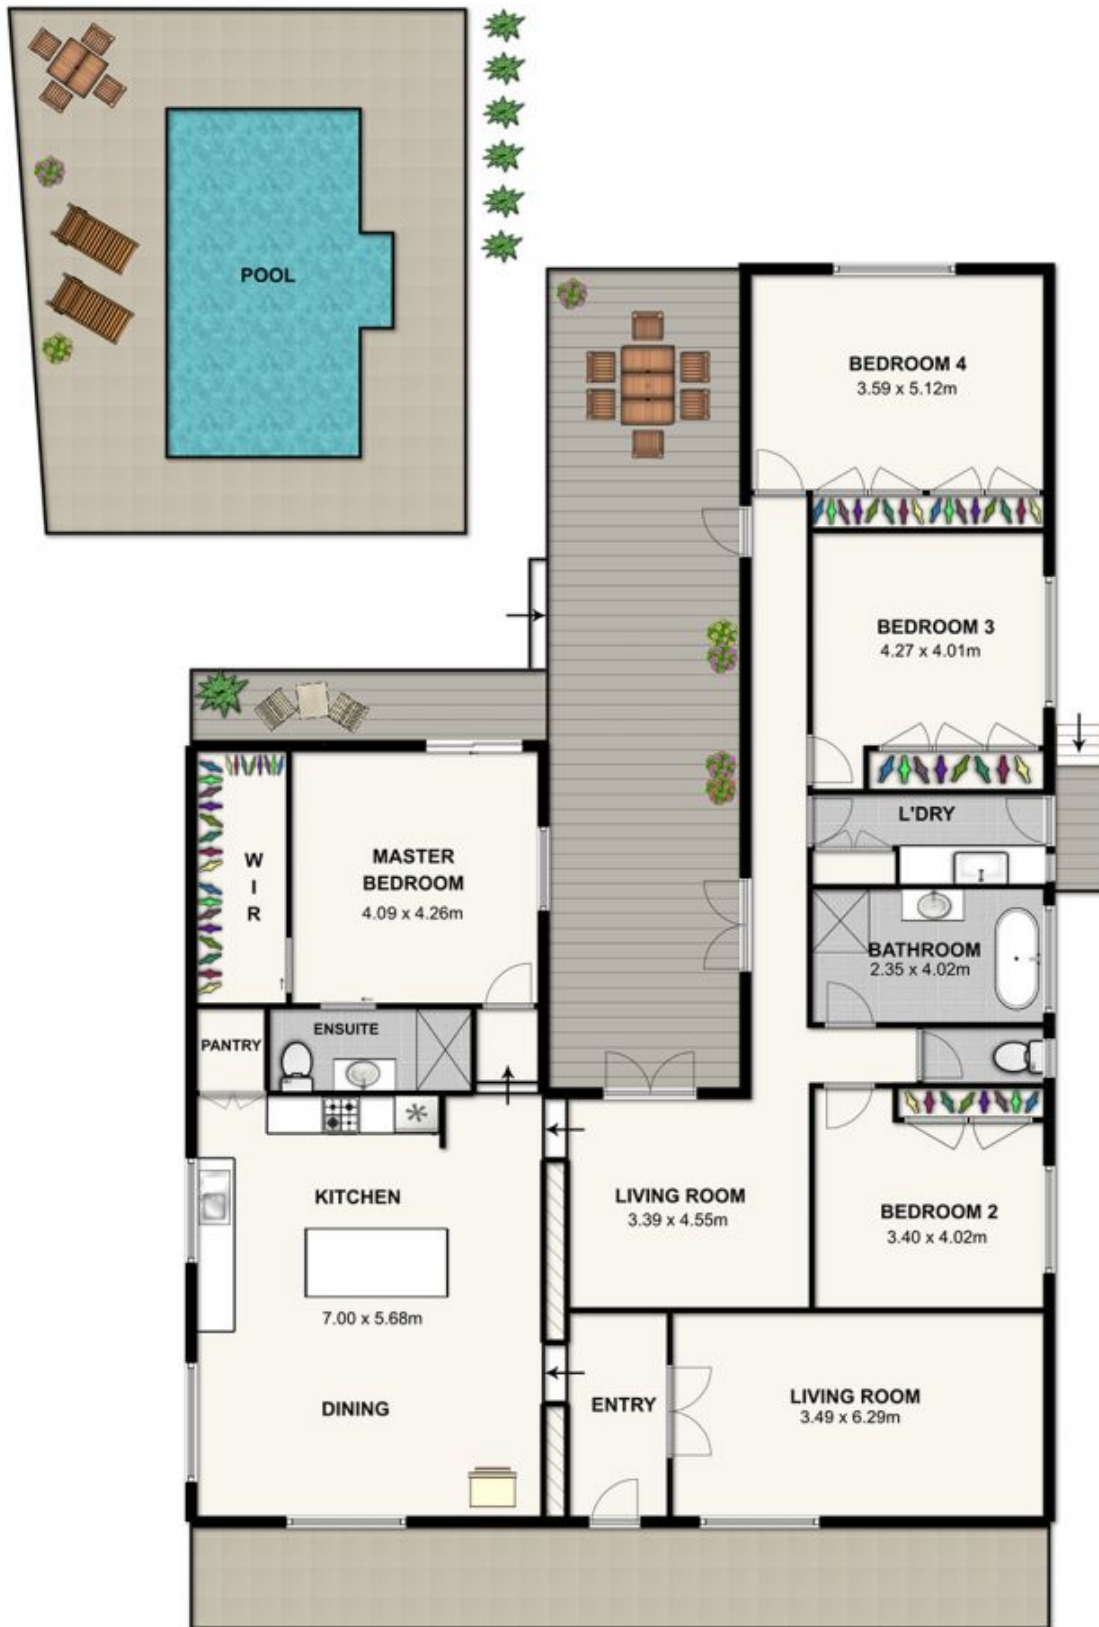 POOL
BEDROOM 4
3.59 x 5.12m
BEDROOM 3
4.27 x 4.01m
L'DRY
W
I
R
MASTER
BEDROOM
4.09 x 4.26m
BATHROOM
2.35 x 4.02m
PANTRY
ENSUITE
KITCHEN
7.00 x 5.68m
LIVING ROOM
3.39 x 4.55m
BEDROOM 2
3.40 x 4.02m
DINING
ENTRY
LIVING ROOM
3.49 x 6.29m